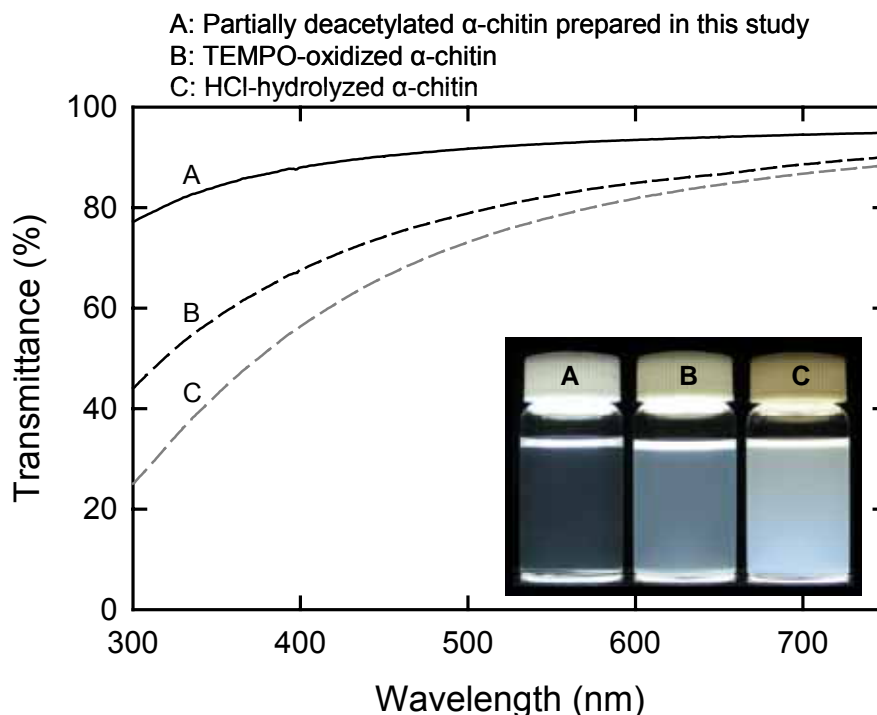 A: Partially deacetylated α-chitin prepared in this study
B: TEMPO-oxidized α-chitin
C: HCl-hydrolyzed α-chitin
100
80
60
40
20
0
Transmittance (%)
A
B
C
A B C
300 400 500 600 700
Wavelength (nm)